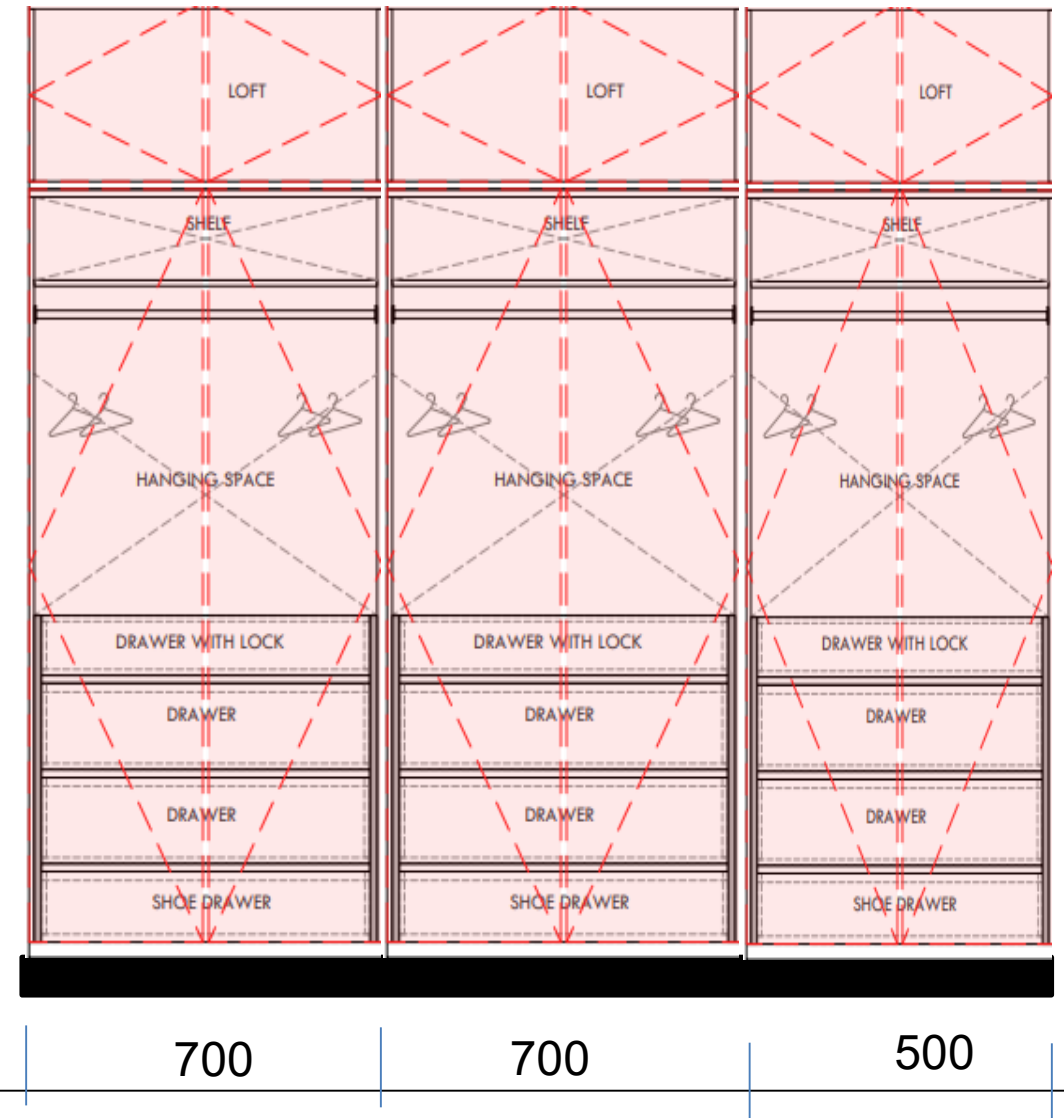 LOFT LOFT LOFT
SHELF SHELF SHELF
HANGING SPACE HANGING SPACE HANGING SPACE
DRAWER WITH LOCK DRAWER WITH LOCK DRAWER WITH LOCK
DRAWER DRAWER DRAWER
DRAWER DRAWER DRAWER
SHOE DRAWER SHOE DRAWER SHOE DRAWER
700 700 500